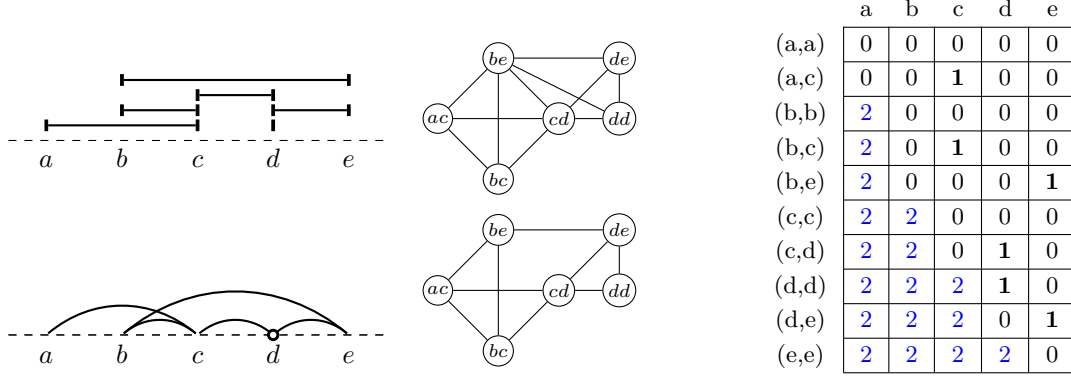 a b c d e
be de
ac cd dd
bc
a b c d e
be de
ac cd dd
bc
a b c d e
(a,a) 0 0 0 0 0
(a,c) 0 0 1 0 0
(b,b) 2 0 0 0 0
(b,c) 2 0 1 0 0
(b,e) 2 0 0 0 1
(c,c) 2 2 0 0 0
(c,d) 2 2 0 1 0
(d,d) 2 2 2 1 0
(d,e) 2 2 2 0 1
(e,e) 2 2 2 2 0